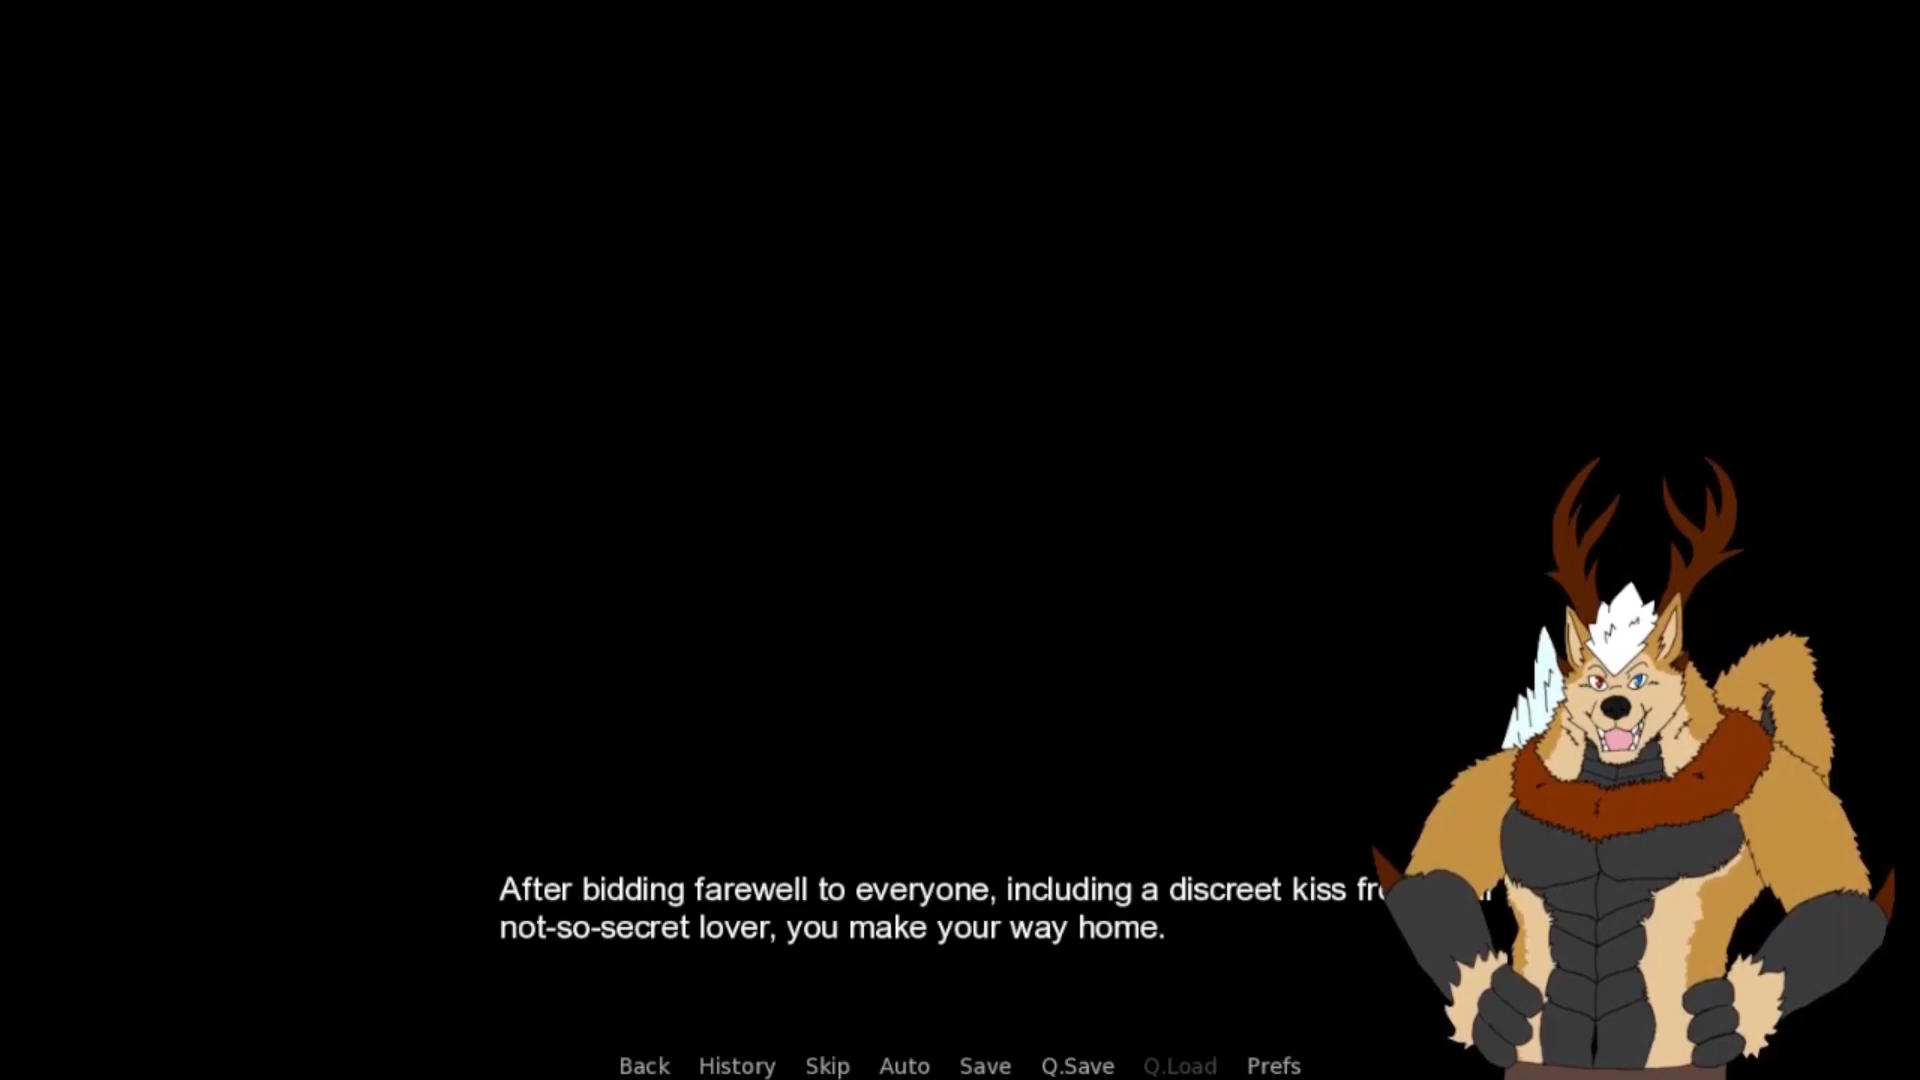 After bidding farewell to everyone, including a discreet kiss
not-so-secret lover, you make your way home.
Back History Skip Auto Save Q.Save Q.Load Prefs